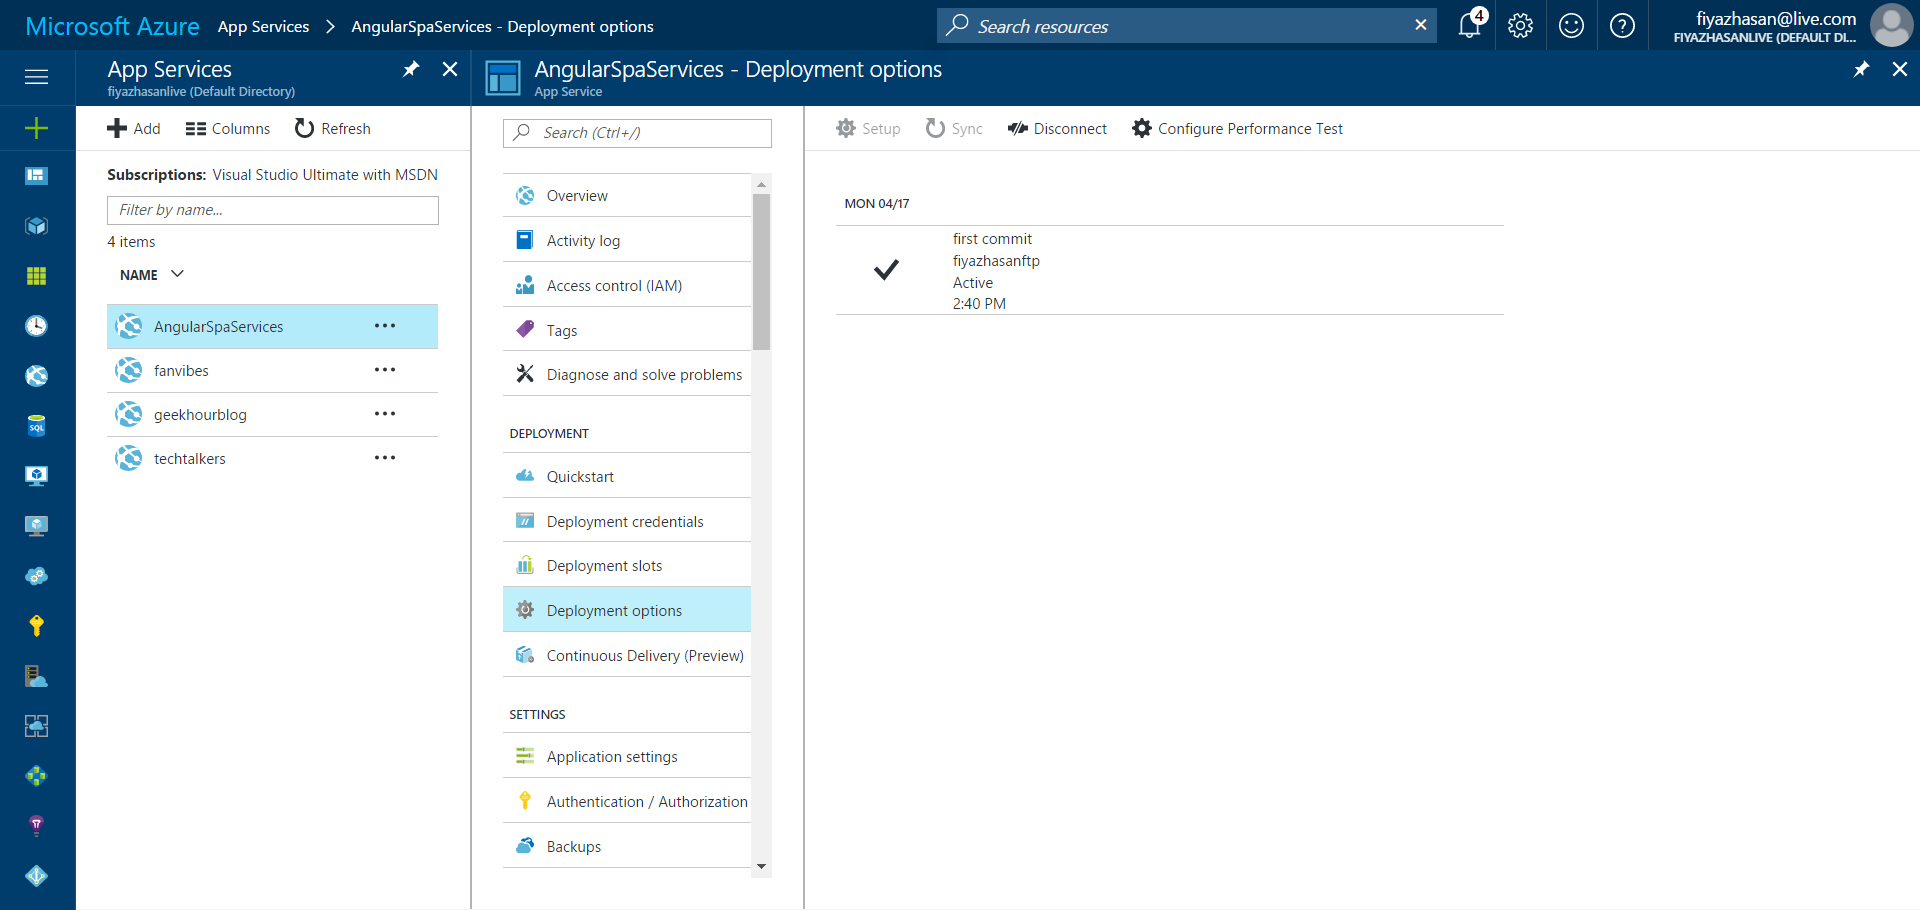 Microsoft Azure App Services > AngularSpaServices - Deployment options
Search resources
4
fiyazhasan@live.com
FIYAZHASANLIVE (DEFAULT DI...
App Services
fiyazhasanlive (Default Directory)
AngularSpaServices - Deployment options
App Service
Add Columns Refresh
Subscriptions: Visual Studio Ultimate with MSDN
Filter by name...
4 items
NAME
AngularSpaServices
fanvibes
geekhourblog
techtalkers
SQL
Search (Ctrl+/)
Overview
Activity log
Access control (IAM)
Tags
Diagnose and solve problems
DEPLOYMENT
Quickstart
Deployment credentials
Deployment slots
Deployment options
Continuous Delivery (Preview)
SETTINGS
Application settings
Authentication / Authorization
Backups
Setup Sync Disconnect Configure Performance Test
MON 04/17
first commit
fiyazhasanftp
Active
2:40 PM